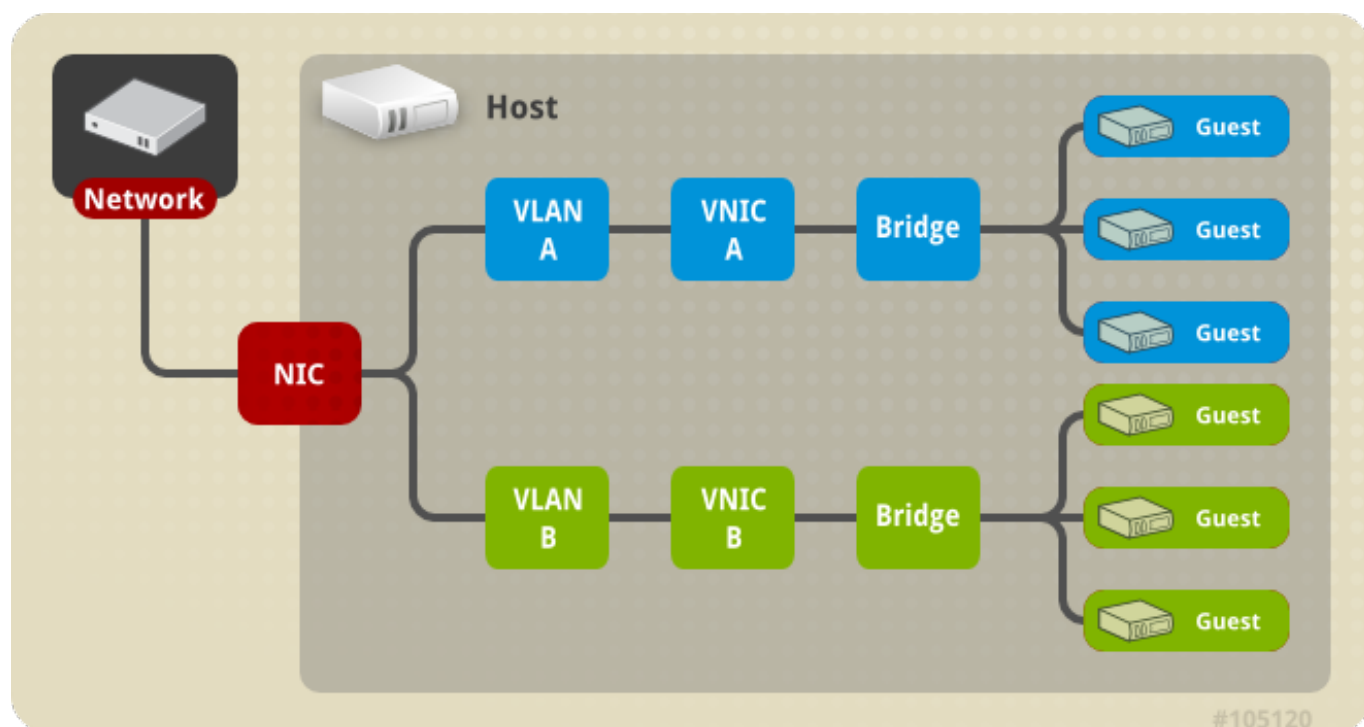 Host
Network
NIC
VLAN
A
VNIC
A
Bridge
Guest
Guest
Guest
VLAN
B
VNIC
B
Bridge
Guest
Guest
Guest
#105120